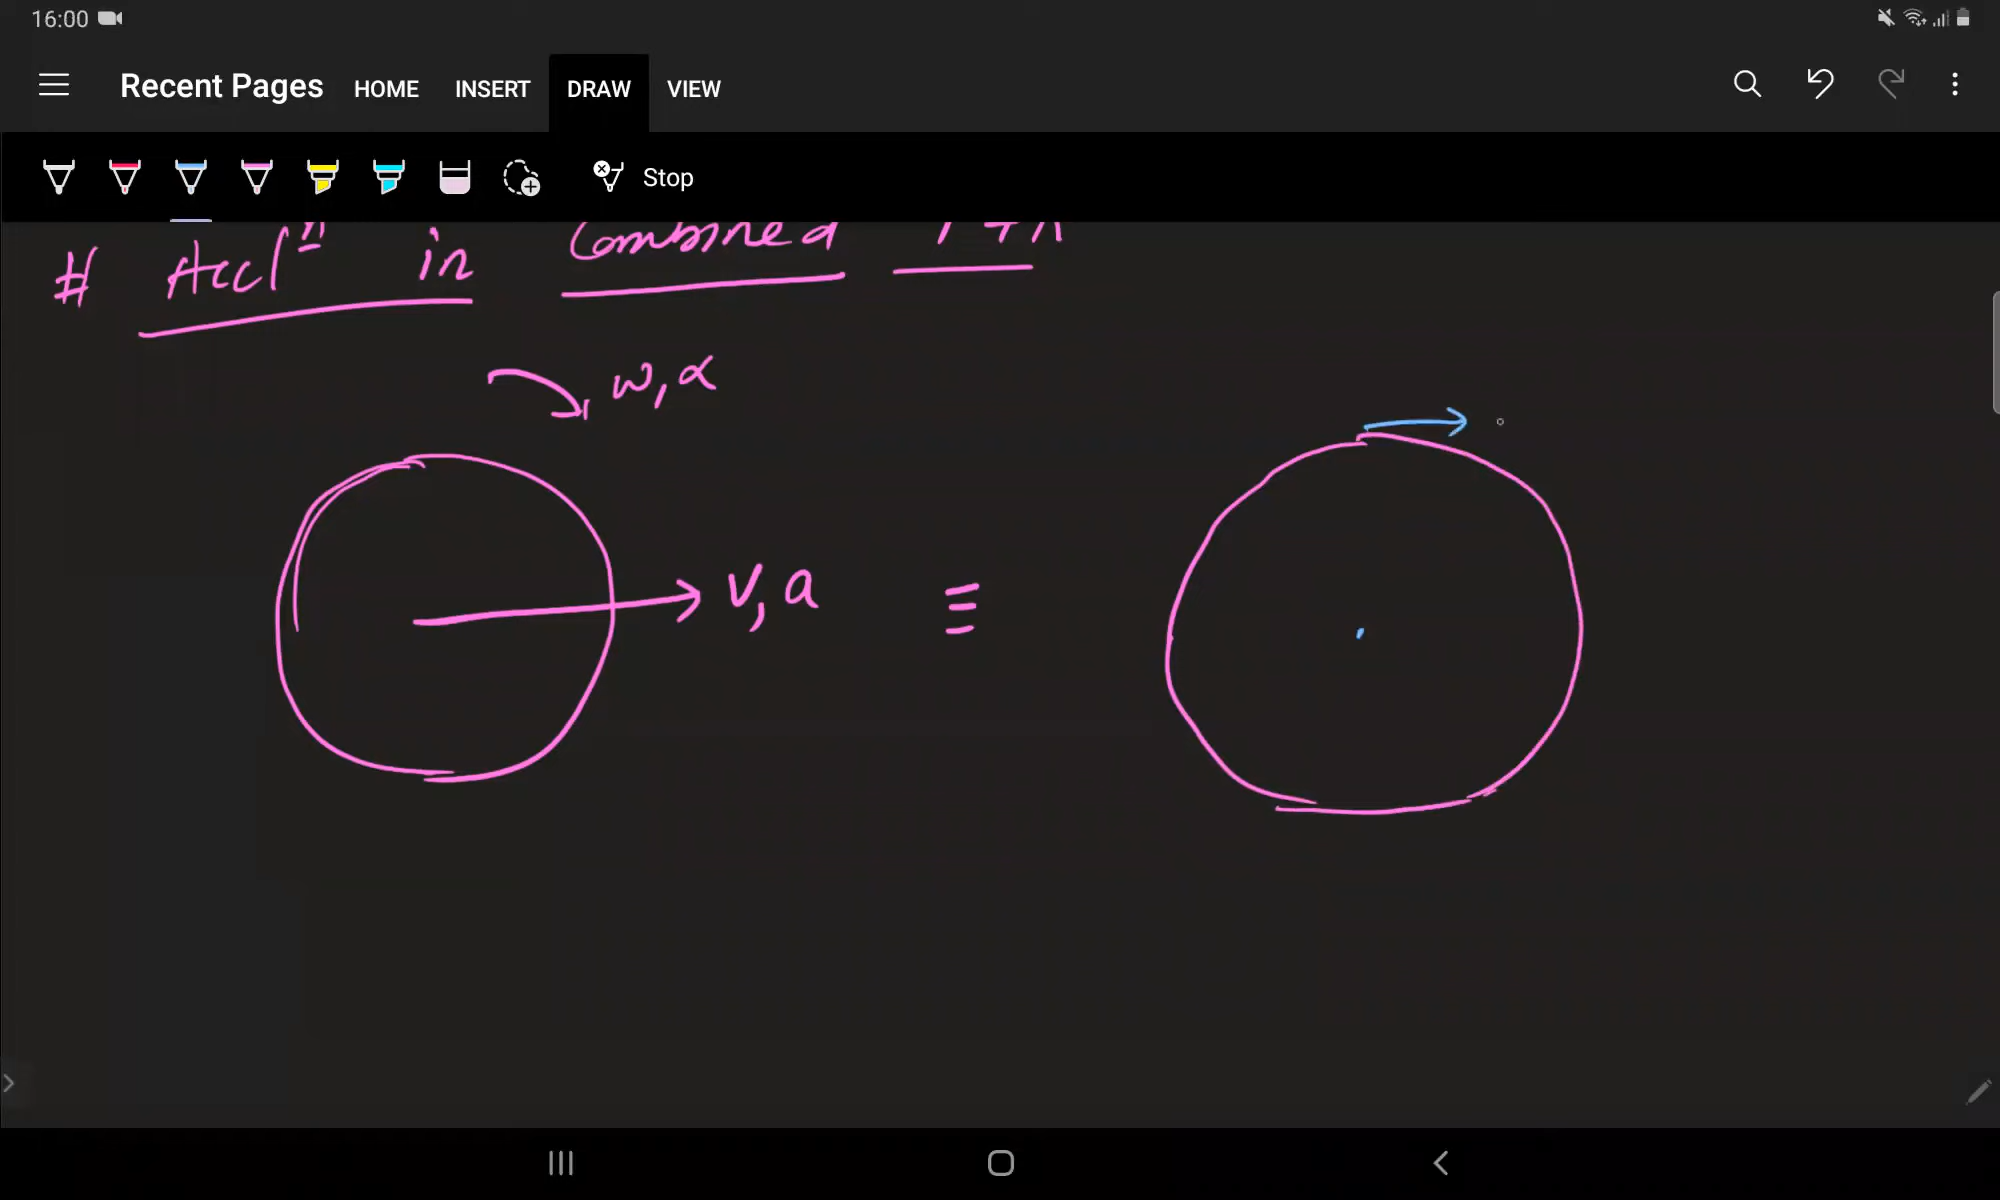 16:00
Recent Pages HOME INSERT DRAW VIEW
Stop
# Accl^n in Combined
ω, α
v, a ≡